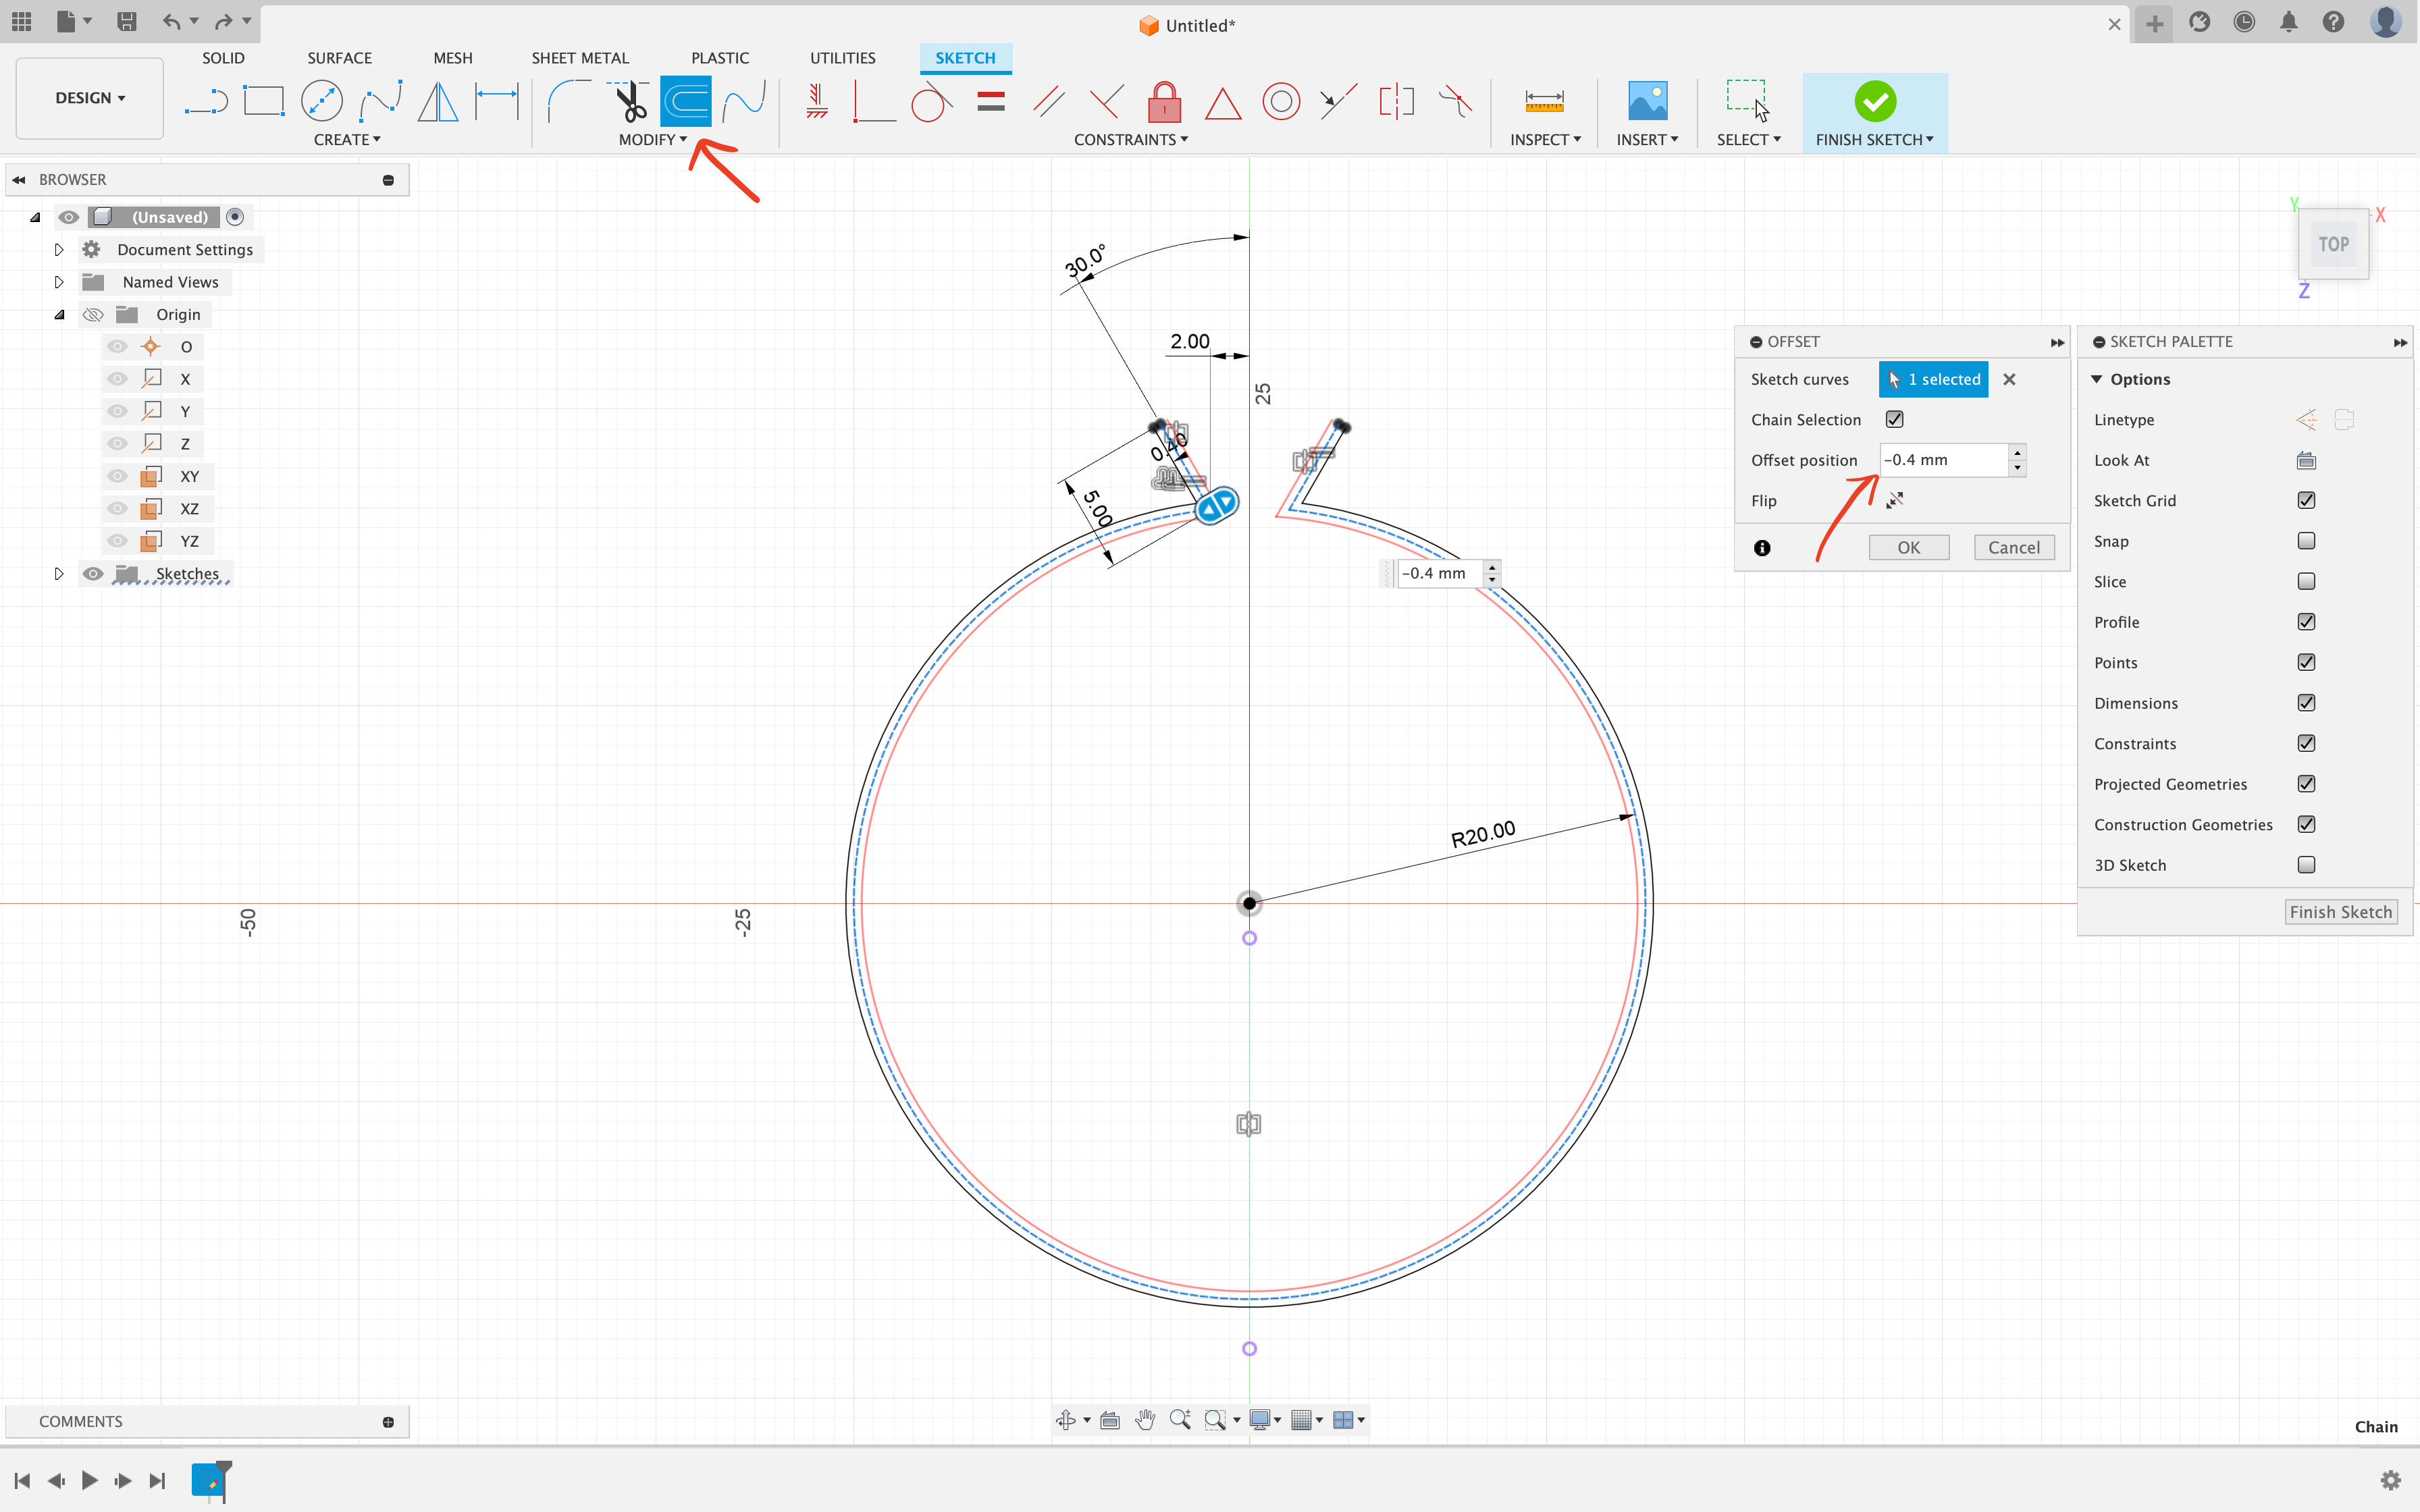 Untitled*
SOLID SURFACE MESH SHEET METAL PLASTIC UTILITIES SKETCH
DESIGN
CREATE MODIFY CONSTRAINTS INSPECT INSERT SELECT FINISH SKETCH
BROWSER
(Unsaved)
Document Settings
Named Views
Origin
O
X
Y
Z
XY
XZ
YZ
Sketches
30.0°
2.00
25
0.40
5.00
R20.00
-50
-25
-0.4 mm
Y
X
TOP
Z
OFFSET
Sketch curves 1 selected
Chain Selection
Offset position -0.4 mm
Flip
OK Cancel
SKETCH PALETTE
Options
Linetype
Look At
Sketch Grid
Snap
Slice
Profile
Points
Dimensions
Constraints
Projected Geometries
Construction Geometries
3D Sketch
Finish Sketch
COMMENTS
Chain